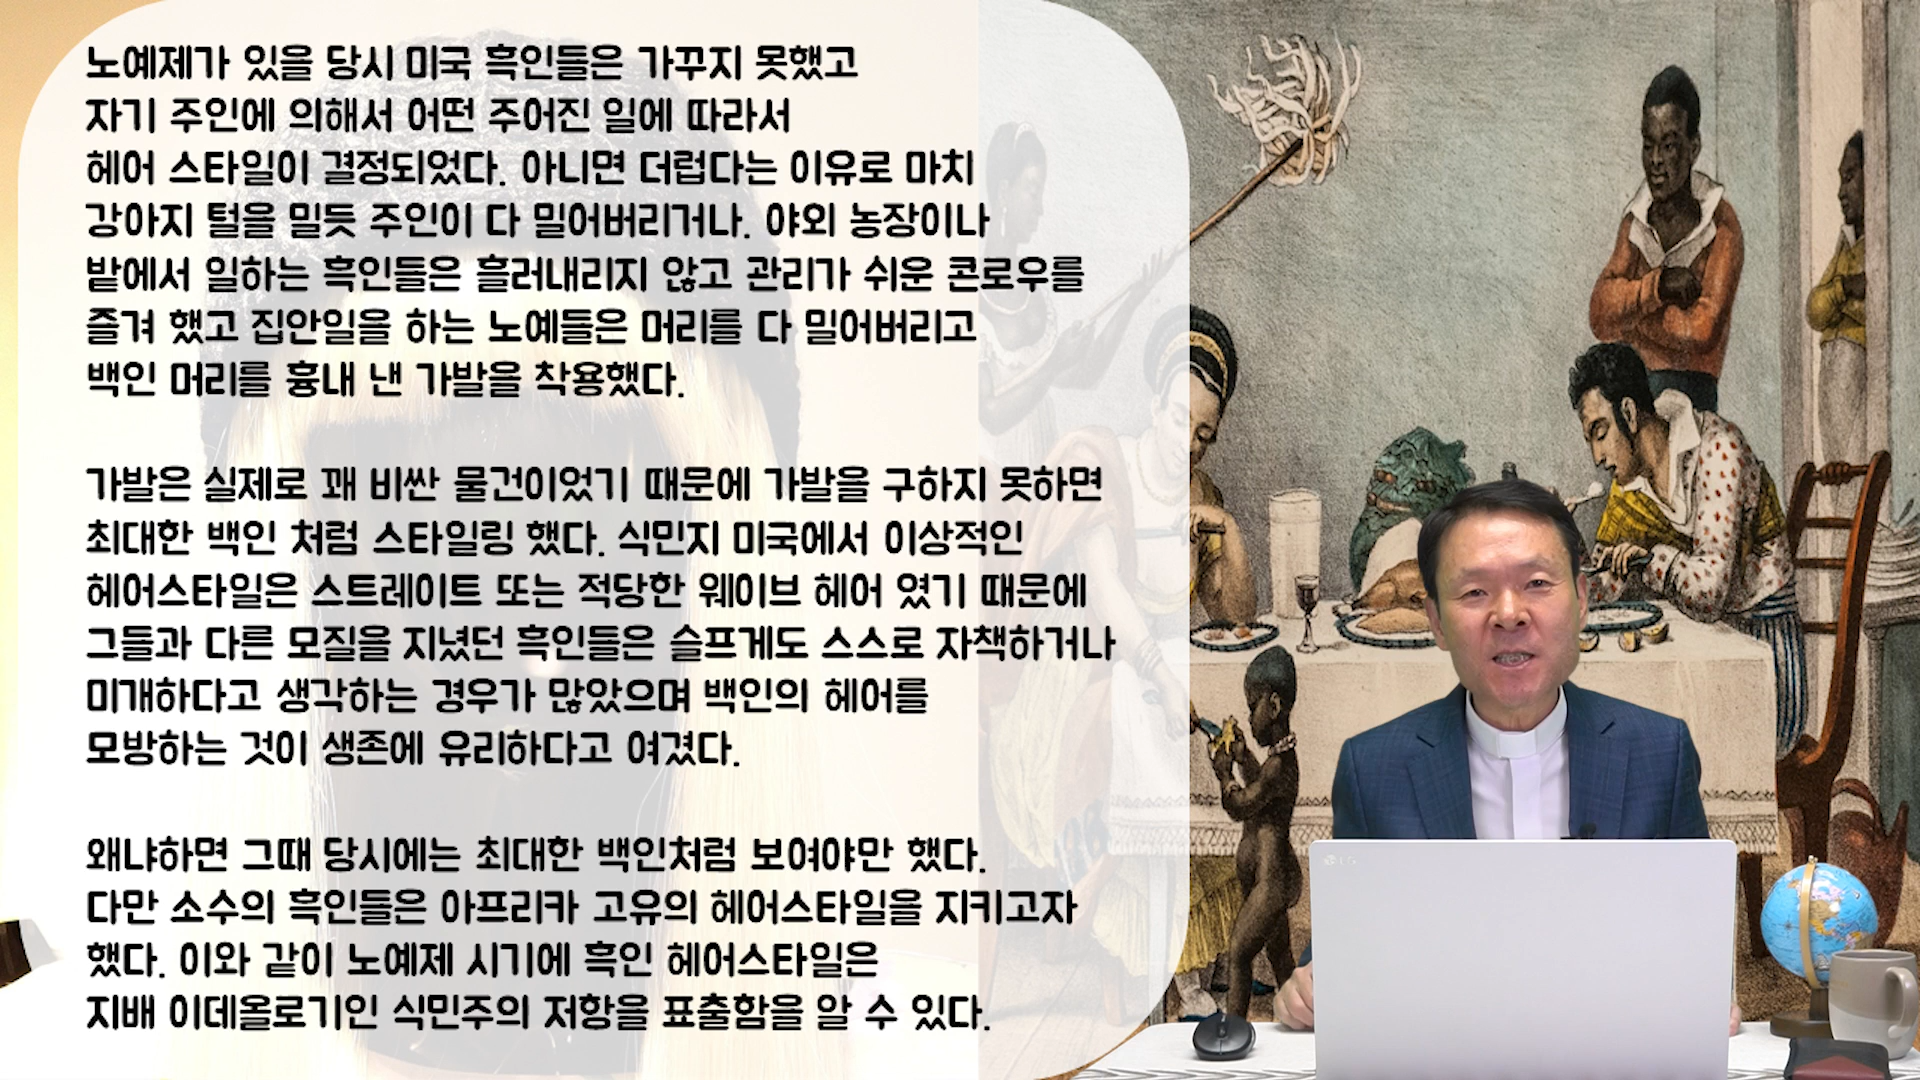 노예제가 있을 당시 미국 흑인들은 가꾸지 못했고
자기 주인에 의해서 어떤 주어진 일에 따라서
헤어 스타일이 결정되었다. 아니면 더럽다는 이유로 마치
강아지 털을 밀듯 주인이 다 밀어버리거나. 야외 농장이나
밭에서 일하는 흑인들은 흘러내리지 않고 관리가 쉬운 콘로우를
즐겨 했고 집안일을 하는 노예들은 머리를 다 밀어버리고
백인 머리를 흉내 낸 가발을 착용했다.
가발은 실제로 꽤 비싼 물건이었기 때문에 가발을 구하지 못하면
최대한 백인 처럼 스타일링 했다. 식민지 미국에서 이상적인
헤어스타일은 스트레이트 또는 적당한 웨이브 헤어 였기 때문에
그들과 다른 모질을 지녔던 흑인들은 슬프게도 스스로 자책하거나
미개하다고 생각하는 경우가 많았으며 백인의 헤어를
모방하는 것이 생존에 유리하다고 여겼다.
왜냐하면 그때 당시에는 최대한 백인처럼 보여야만 했다.
다만 소수의 흑인들은 아프리카 고유의 헤어스타일을 지키고자
했다. 이와 같이 노예제 시기에 흑인 헤어스타일은
지배 이데올로기인 식민주의 저항을 표출함을 알 수 있다.